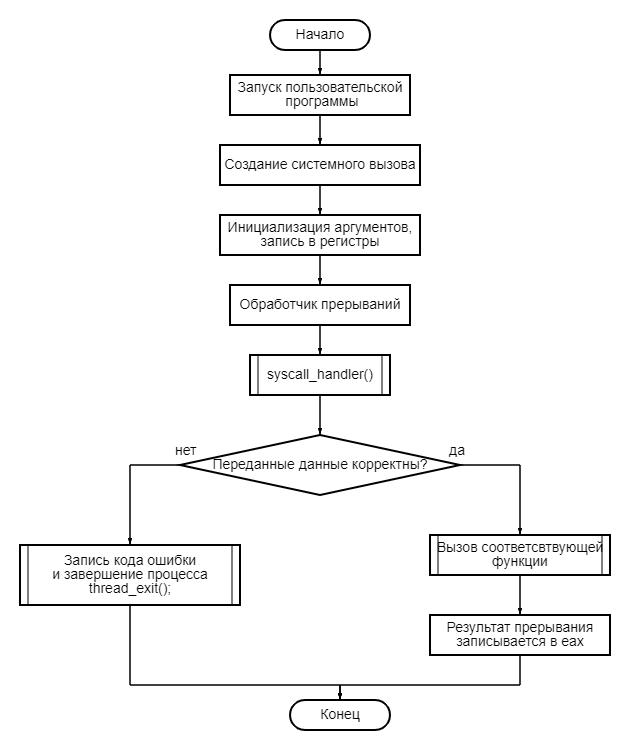 Начало
Запуск пользовательской
программы
Создание системного вызова
Инициализация аргументов,
запись в регистры
Обработчик прерываний
syscall_handler()
нет
Переданные данные корректны?
да
Запись кода ошибки
и завершение процесса
thread_exit();
Вызов соответсвтвующей
функции
Результат прерывания
записывается в eax
Конец